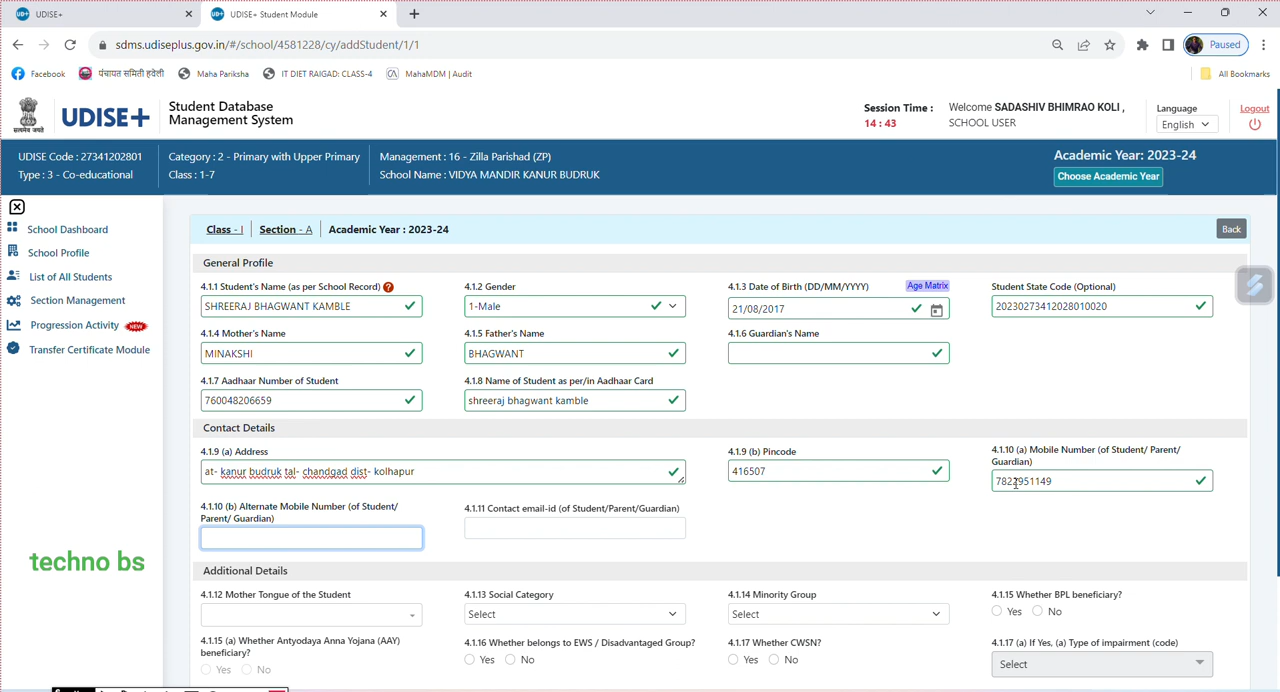 UDISE+
UDISE+ Student Module
sdms.udiseplus.gov.in/#/school/4581228/cy/addStudent/1/1
Paused
Facebook
पंचायत समिती हवेली
Maha Pariksha
IT DIET RAIGAD: CLASS-4
MahaMDM | Audit
All Bookmarks
सत्यमेव जयते
UDISE+
Student Database
Management System
Session Time :
14 : 43
Welcome SADASHIV BHIMRAO KOLI ,
SCHOOL USER
Language
English
Logout
UDISE Code : 27341202801
Type : 3 - Co-educational
Category : 2 - Primary with Upper Primary
Class : 1-7
Management : 16 - Zilla Parishad (ZP)
School Name : VIDYA MANDIR KANUR BUDRUK
Academic Year: 2023-24
Choose Academic Year
School Dashboard
School Profile
List of All Students
Section Management
Progression Activity NEW
Transfer Certificate Module
Class - I
Section - A
Academic Year : 2023-24
Back
General Profile
4.1.1 Student's Name (as per School Record) ?
SHREERAJ BHAGWANT KAMBLE
4.1.2 Gender
1-Male
4.1.3 Date of Birth (DD/MM/YYYY)
Age Matrix
21/08/2017
Student State Code (Optional)
20230273412028010020
4.1.4 Mother's Name
MINAKSHI
4.1.5 Father's Name
BHAGWANT
4.1.6 Guardian's Name
4.1.7 Aadhaar Number of Student
760048206659
4.1.8 Name of Student as per/in Aadhaar Card
shreeraj bhagwant kamble
Contact Details
4.1.9 (a) Address
at- kanur budruk tal- chandgad dist- kolhapur
4.1.9 (b) Pincode
416507
4.1.10 (a) Mobile Number (of Student/ Parent/
Guardian)
4.1.10 (b) Alternate Mobile Number (of Student/
Parent/ Guardian)
4.1.11 Contact email-id (of Student/Parent/Guardian)
techno bs
Additional Details
4.1.12 Mother Tongue of the Student
4.1.13 Social Category
Select
4.1.14 Minority Group
Select
4.1.15 Whether BPL beneficiary?
Yes No
4.1.15 (a) Whether Antyodaya Anna Yojana (AAY)
beneficiary?
Yes No
4.1.16 Whether belongs to EWS / Disadvantaged Group?
Yes No
4.1.17 Whether CWSN?
Yes No
4.1.17 (a) If Yes, (a) Type of impairment (code)
Select